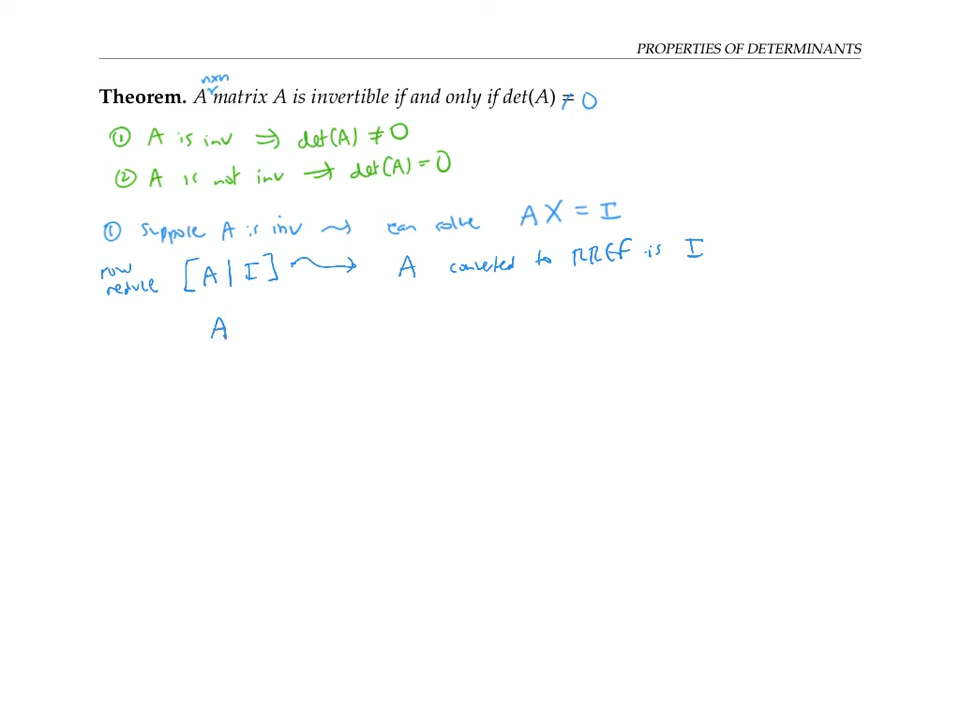 PROPERTIES OF DETERMINANTS
n×n
Theorem. A matrix A is invertible if and only if det(A) ≠ 0
① A is inv ⇒ det(A) ≠ 0
② A is not inv ⇒ det(A) = 0
① Suppose A is inv ⇝ can solve AX = I
row reduce [A | I] ⇝ A converted to RREF is I
A